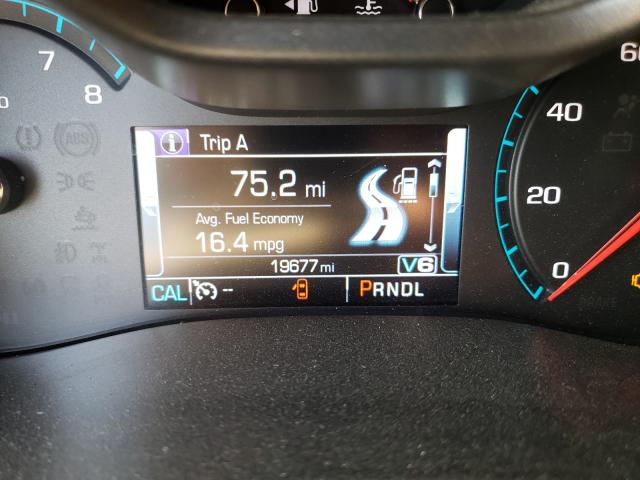 7
8
ABS
Trip A
75.2 mi
Avg. Fuel Economy
16.4 mpg
19677 mi
V6
CAL
--
PRNDL
60
40
20
0